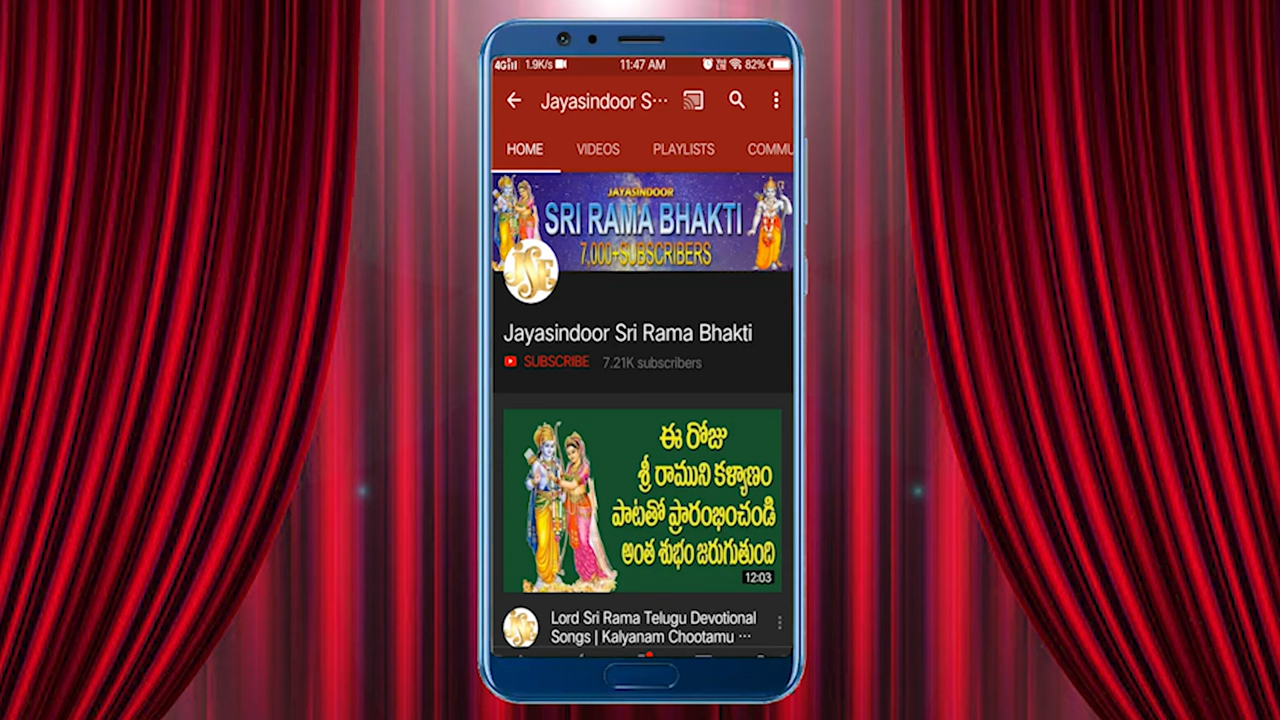 4G 1.9K/s 11:47 AM 82%
Jayasindoor S...
HOME VIDEOS PLAYLISTS COMMU
JAYASINDOOR
SRI RAMA BHAKTI
7,000+SUBSCRIBERS
JSE
Jayasindoor Sri Rama Bhakti
SUBSCRIBE 7.21K subscribers
ఈ రోజు
శ్రీ రాముని కళ్యాణం
పాటతో ప్రారంభించండి
అంత శుభం జరుగుతుంది
12:03
JSE
Lord Sri Rama Telugu Devotional
Songs | Kalyanam Chootamu ...